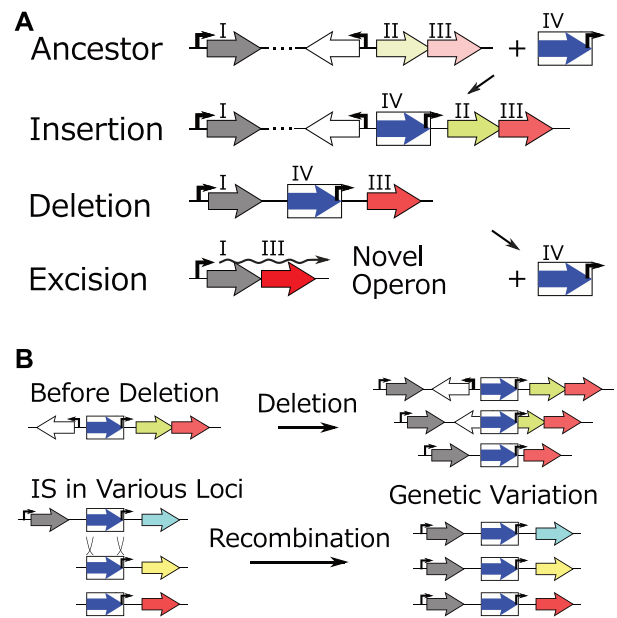 A
Ancestor I II III + IV
Insertion I IV II III
Deletion I IV III
Excision I III Novel Operon + IV
B
Before Deletion
Deletion
IS in Various Loci
Genetic Variation
Recombination